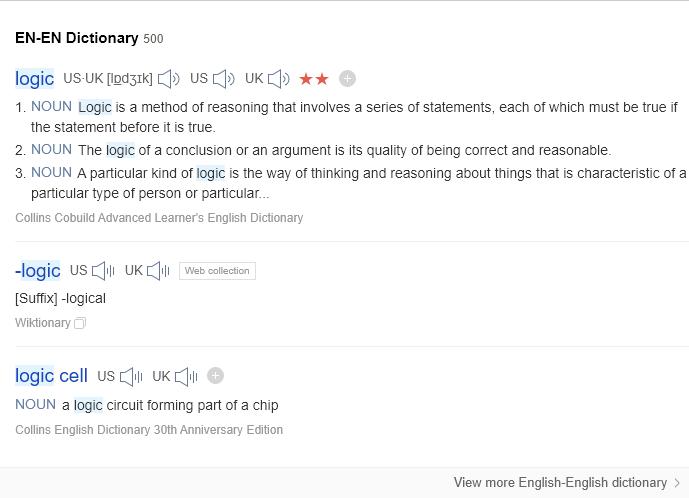 EN-EN Dictionary 500
logic US·UK [lɒdʒɪk] US UK
1. NOUN Logic is a method of reasoning that involves a series of statements, each of which must be true if
the statement before it is true.
2. NOUN The logic of a conclusion or an argument is its quality of being correct and reasonable.
3. NOUN A particular kind of logic is the way of thinking and reasoning about things that is characteristic of a
particular type of person or particular...
Collins Cobuild Advanced Learner's English Dictionary
-logic US UK Web collection
[Suffix] -logical
Wiktionary
logic cell US UK
NOUN a logic circuit forming part of a chip
Collins English Dictionary 30th Anniversary Edition
View more English-English dictionary